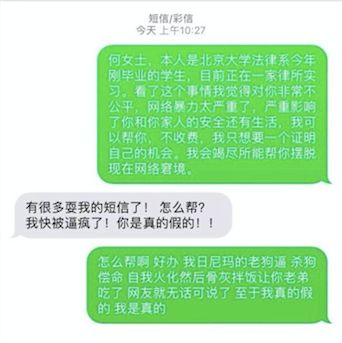 短信/彩信
今天 上午10:27
何女士，本人是北京大学法律系今年
刚毕业的学生，目前正在一家律所实
习。看了这个事情我觉得对你非常不
公平，网络暴力太严重了，严重影响
了你和你家人的安全还有生活，我可
以帮你，不收费，我只想要一个证明
自己的机会。我会竭尽所能帮你摆脱
现在网络窘境。
有很多耍我的短信了！ 怎么帮？
我快被逼疯了！你是真的假的！！
怎么帮啊 好办 我日尼玛的老狗逼 杀狗
偿命 自我火化然后骨灰拌饭让你老弟
吃了 网友就无话可说了 至于我真的假
的 我是真的